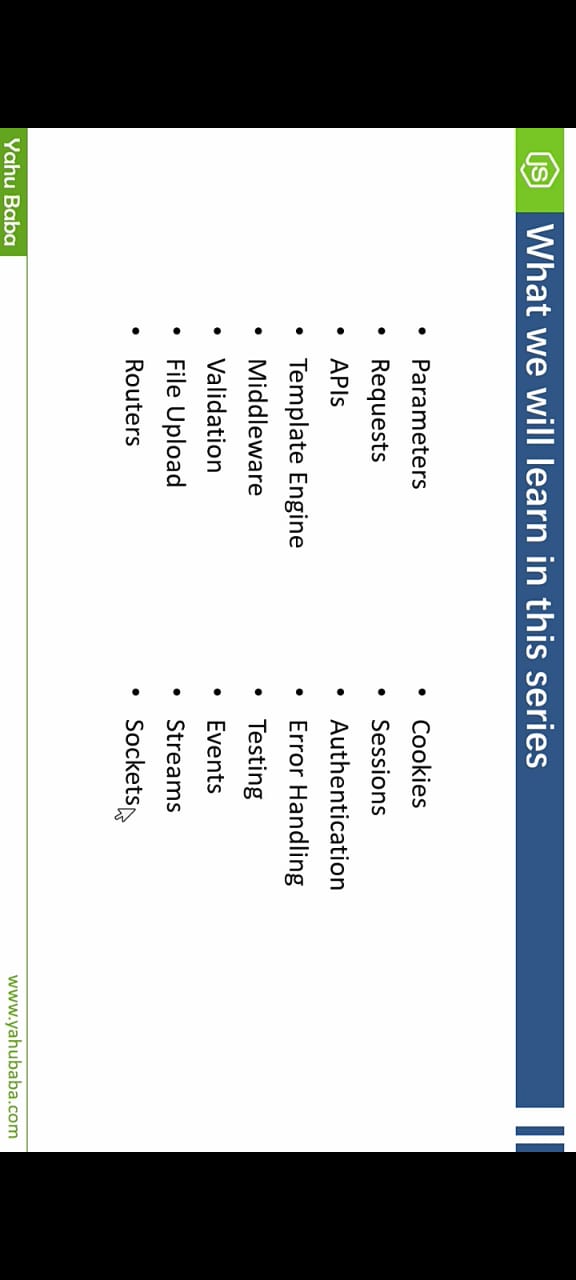 JS
What we will learn in this series
• Parameters
• Requests
• APIs
• Template Engine
• Middleware
• Validation
• File Upload
• Routers
• Cookies
• Sessions
• Authentication
• Error Handling
• Testing
• Events
• Streams
• Sockets
Yahu Baba
www.yahubaba.com